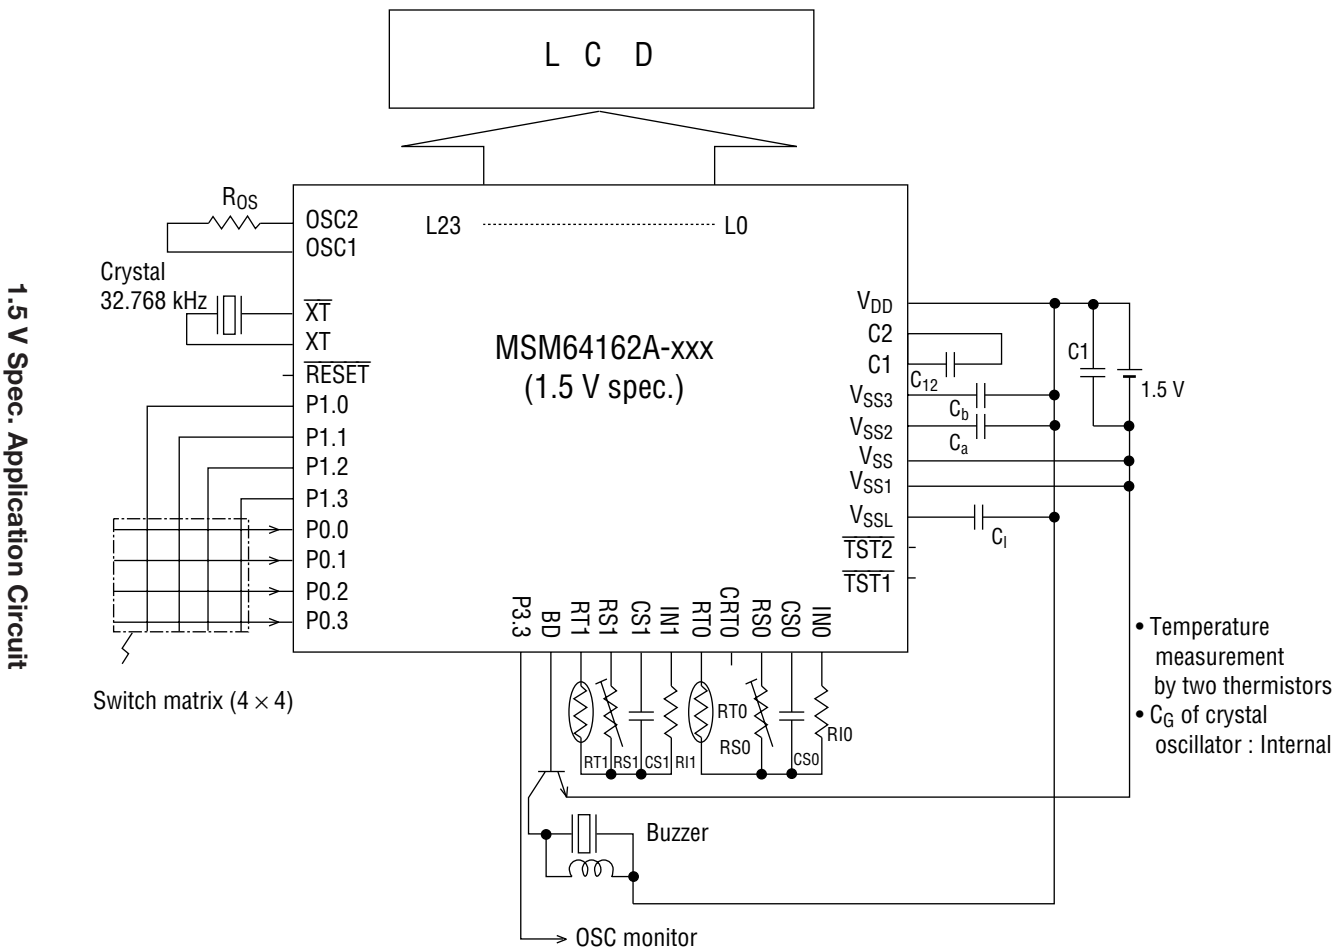 1.5 V Spec. Application Circuit
L C D
L23
L0
MSM64162A-xxx
(1.5 V spec.)
ROS
Crystal
32.768 kHz
OSC2
OSC1
XT
XT
RESET
P1.0
P1.1
P1.2
P1.3
P0.0
P0.1
P0.2
P0.3
Switch matrix (4 × 4)
VDD
C2
C1
VSS3
VSS2
VSS
VSS1
VSSL
TST2
TST1
C12
Cb
Ca
Cl
C1
1.5 V
P3.3
BD
RT1
RS1
CS1
IN1
RT0
CRT0
RS0
CS0
IN0
RT1
RS1
CS1
RI1
RT0
RS0
CS0
RI0
Buzzer
OSC monitor
• Temperature
measurement
by two thermistors
• CG of crystal
oscillator : Internal